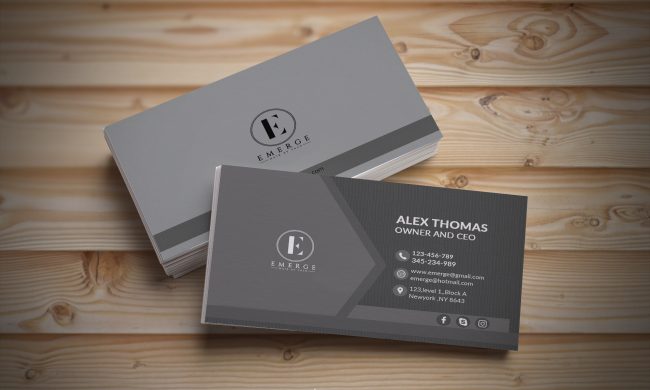 E
EMERGE
.com
E
EMERGE
ALEX THOMAS
OWNER AND CEO
123-456-789
345-234-989
www.emerge@gmail.com
emerge@hotmail.com
123,level 1,,Block A
Newyork ,NY 8643